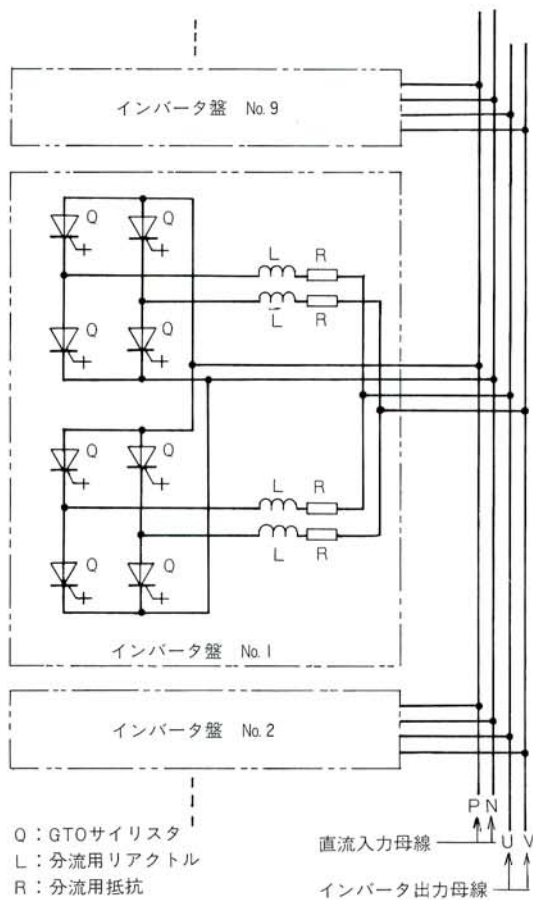 インバータ盤 No.9
Q Q
L R
L R
Q Q
Q Q
L R
L R
Q Q
インバータ盤 No.1
インバータ盤 No.2
P N
U V
Q：GTOサイリスタ
L：分流用リアクトル
R：分流用抵抗
直流入力母線
インバータ出力母線